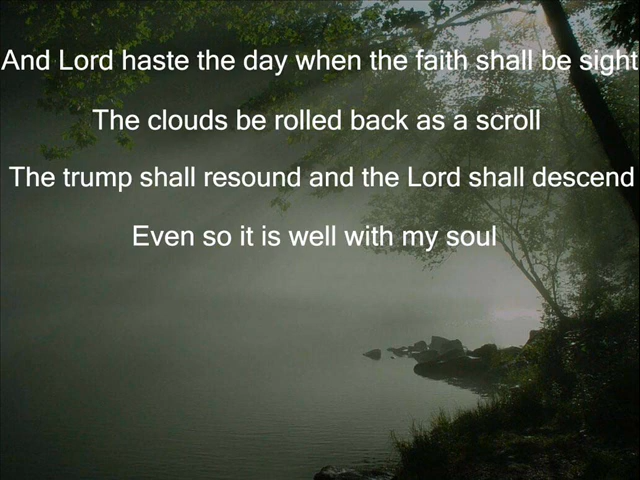 And Lord haste the day when the faith shall be sight
The clouds be rolled back as a scroll
The trump shall resound and the Lord shall descend
Even so it is well with my soul